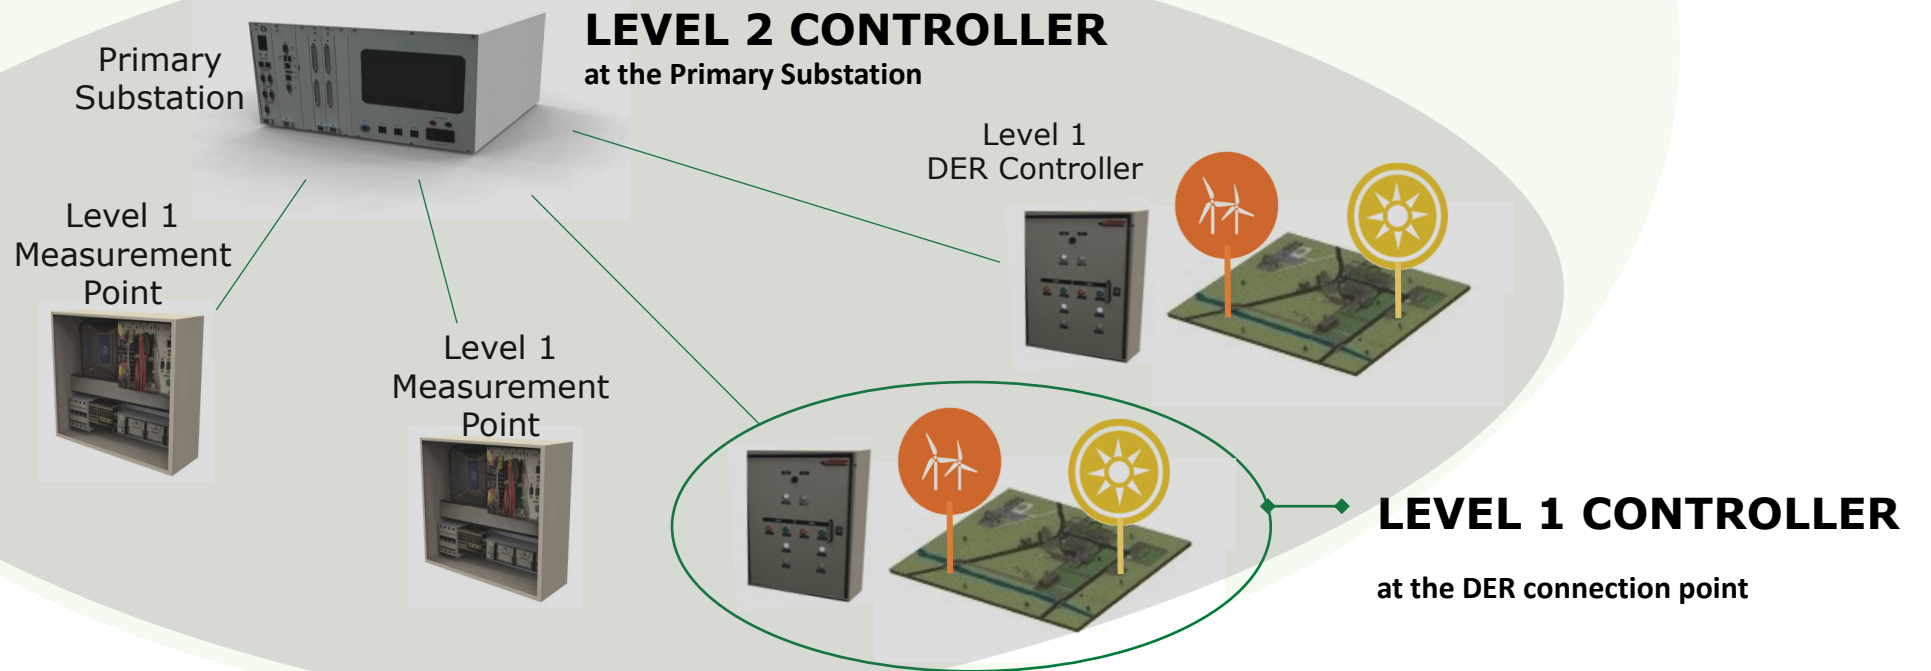 LEVEL 2 CONTROLLER
at the Primary Substation
Primary
Substation
Level 1
DER Controller
Level 1
Measurement
Point
Level 1
Measurement
Point
LEVEL 1 CONTROLLER
at the DER connection point